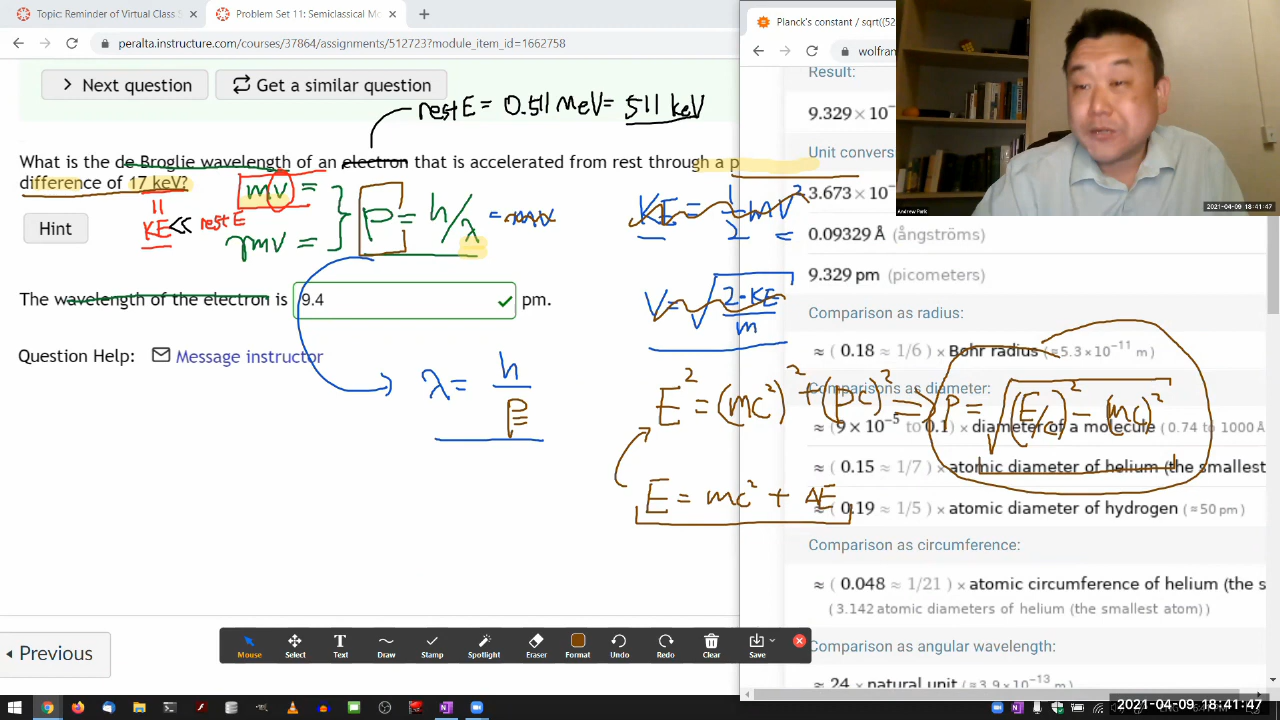 Topic: Reminder of Virtual Class S
Problem Set 11: Semiclassical Mo
Planck's constant / sqrt((52
peralta.instructure.com/courses/37864/assignments/512723?module_item_id=1662758
wolfran
Next question
Get a similar question
rest E = 0.511 MeV = 511 keV
What is the de Broglie wavelength of an electron that is accelerated from rest through a p
difference of 17 keV?
Hint
mv =
γmv =
} P = h/λ = mv
|| KE << rest E
KE = 1/2 mv²
The wavelength of the electron is 9.4 pm.
v = √(2·KE/m)
Question Help: Message instructor
λ = h/P
E² = (mc²)² + (pc)² => P = √((E/c)² - (mc)²)
E = mc² + ΔE
Result:
9.329×10⁻
Unit convers
3.673×10⁻
0.09329 Å (ångströms)
9.329 pm (picometers)
Comparison as radius:
≈ ( 0.18 ≈ 1/6 ) × Bohr radius (≈5.3×10⁻¹¹ m)
Comparisons as diameter:
≈ (9×10⁻⁵ to 0.1) × diameter of a molecule (0.74 to 1000 Å
≈ ( 0.15 ≈ 1/7 ) × atomic diameter of helium (the smallest
≈ ( 0.19 ≈ 1/5 ) × atomic diameter of hydrogen (≈50 pm)
Comparison as circumference:
≈ ( 0.048 ≈ 1/21 ) × atomic circumference of helium (the s
(3.142 atomic diameters of helium (the smallest atom))
Comparison as angular wavelength:
≈ 24 × natural unit (≈3.9×10⁻¹³ m)
Andrew Park
2021-04-09 18:41:47
Previous
Mouse
Select
Text
Draw
Stamp
Spotlight
Eraser
Format
Undo
Redo
Clear
Save
2021-04-09 18:41:47